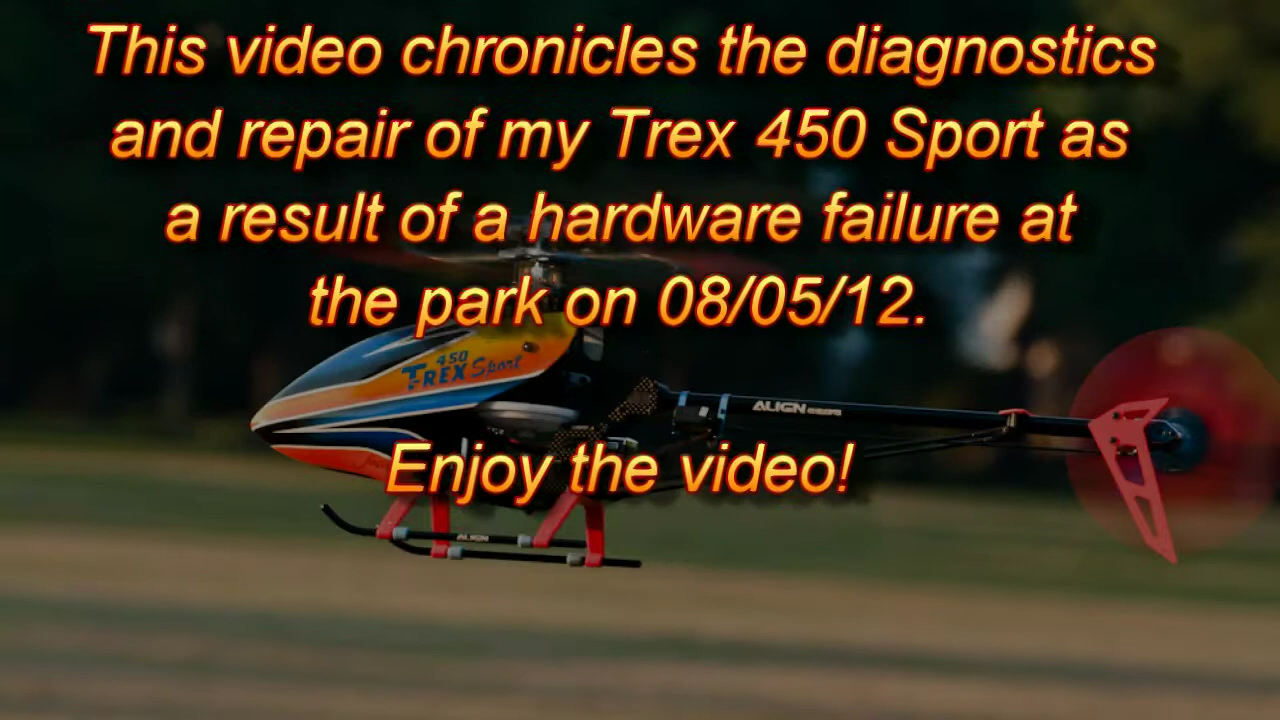 This video chronicles the diagnostics
and repair of my Trex 450 Sport as
a result of a hardware failure at
the park on 08/05/12.
450
T-REX Sport
ALIGN
Enjoy the video!
ALIGN